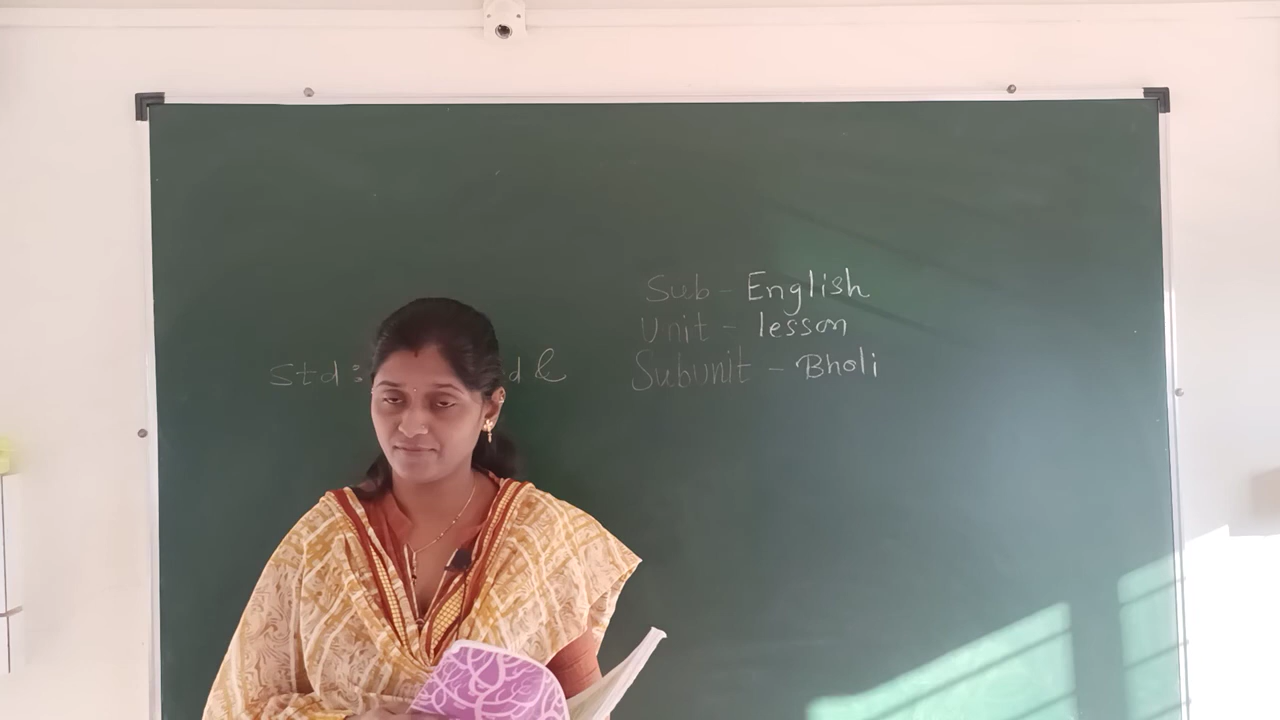 Sub - English
Unit - lesson
Std : d &
Subunit - Bholi